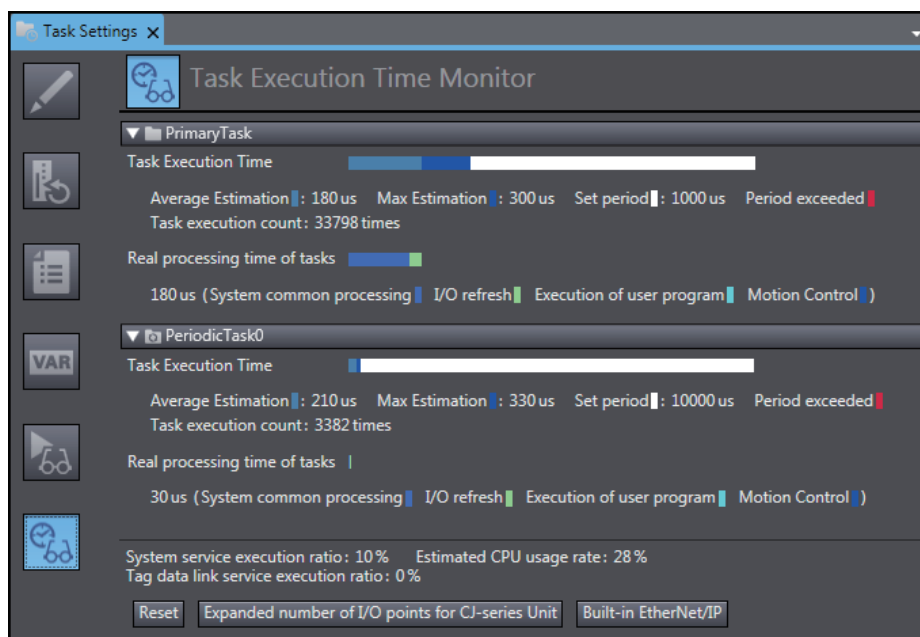 Task Settings
Task Execution Time Monitor
PrimaryTask
Task Execution Time
Average Estimation : 180 us Max Estimation : 300 us Set period : 1000 us Period exceeded
Task execution count : 33798 times
Real processing time of tasks
180 us (System common processing I/O refresh Execution of user program Motion Control )
PeriodicTask0
Task Execution Time
Average Estimation : 210 us Max Estimation : 330 us Set period : 10000 us Period exceeded
Task execution count : 3382 times
VAR
Real processing time of tasks
30 us (System common processing I/O refresh Execution of user program Motion Control )
System service execution ratio : 10 % Estimated CPU usage rate : 28 %
Tag data link service execution ratio : 0 %
Reset Expanded number of I/O points for CJ-series Unit Built-in EtherNet/IP